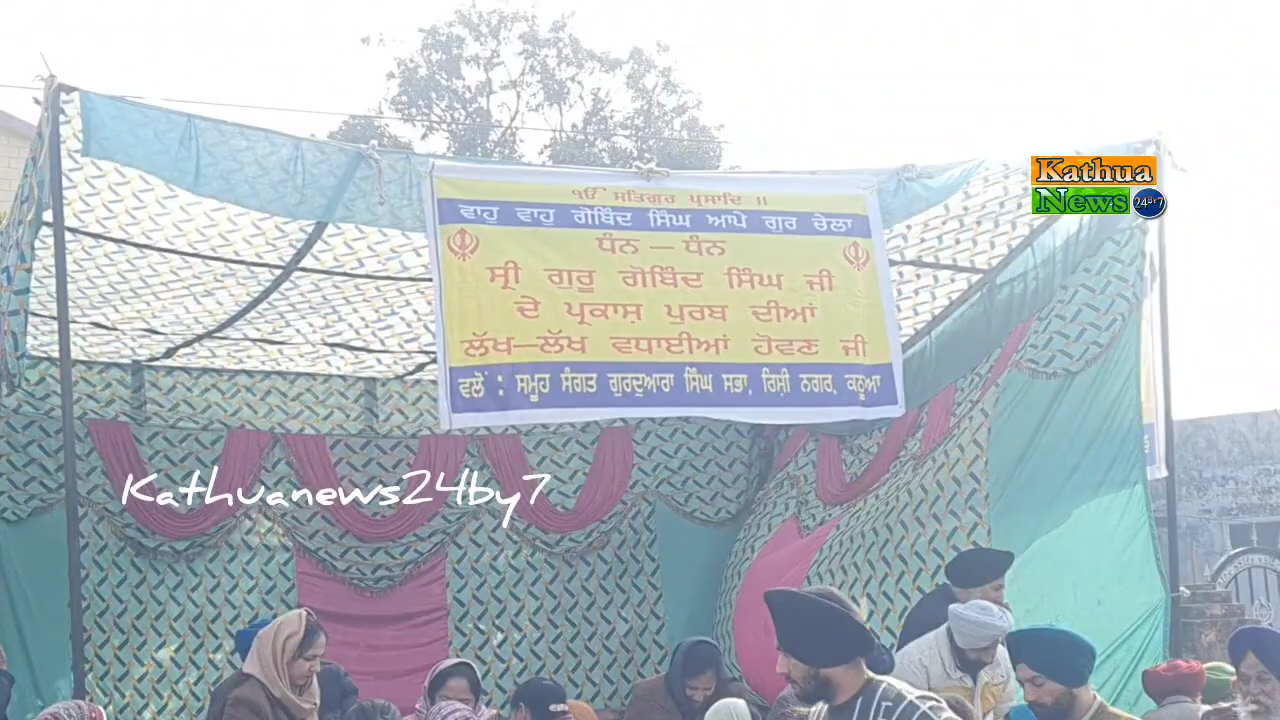 ੴ ਸਤਿਗੁਰ ਪ੍ਰਸਾਦਿ ॥
ਵਾਹੁ ਵਾਹੁ ਗੋਬਿੰਦ ਸਿੰਘ ਆਪੇ ਗੁਰ ਚੇਲਾ
ਧੰਨ – ਧੰਨ
ਸ੍ਰੀ ਗੁਰੂ ਗੋਬਿੰਦ ਸਿੰਘ ਜੀ
ਦੇ ਪ੍ਰਕਾਸ਼ ਪੁਰਬ ਦੀਆਂ
ਲੱਖ–ਲੱਖ ਵਧਾਈਆਂ ਹੋਵਣ ਜੀ
ਵਲੋਂ : ਸਮੂਹ ਸੰਗਤ ਗੁਰਦੁਆਰਾ ਸਿੰਘ ਸਭਾ, ਰਿਸ਼ੀ ਨਗਰ, ਕਠੂਆ
Kathua
News 24BY7
Kathuanews24by7